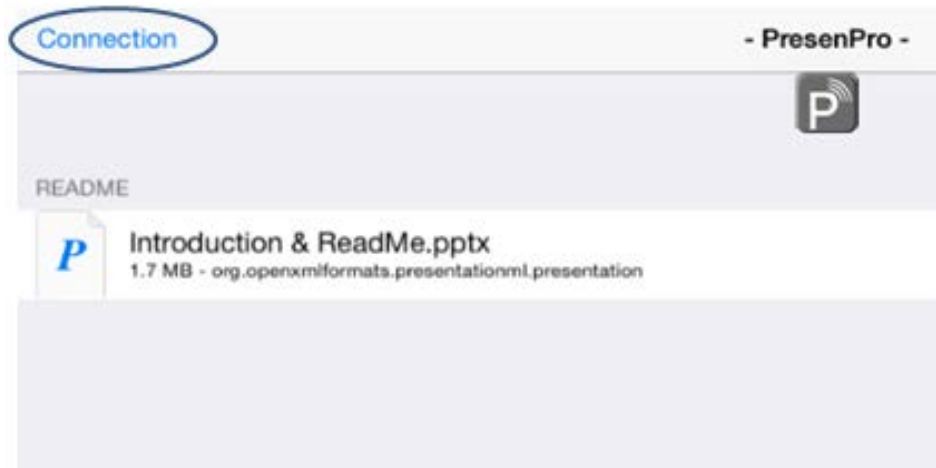 Connection
- PresenPro -
P
README
P
Introduction & ReadMe.pptx
1.7 MB - org.openxmlformats.presentationml.presentation